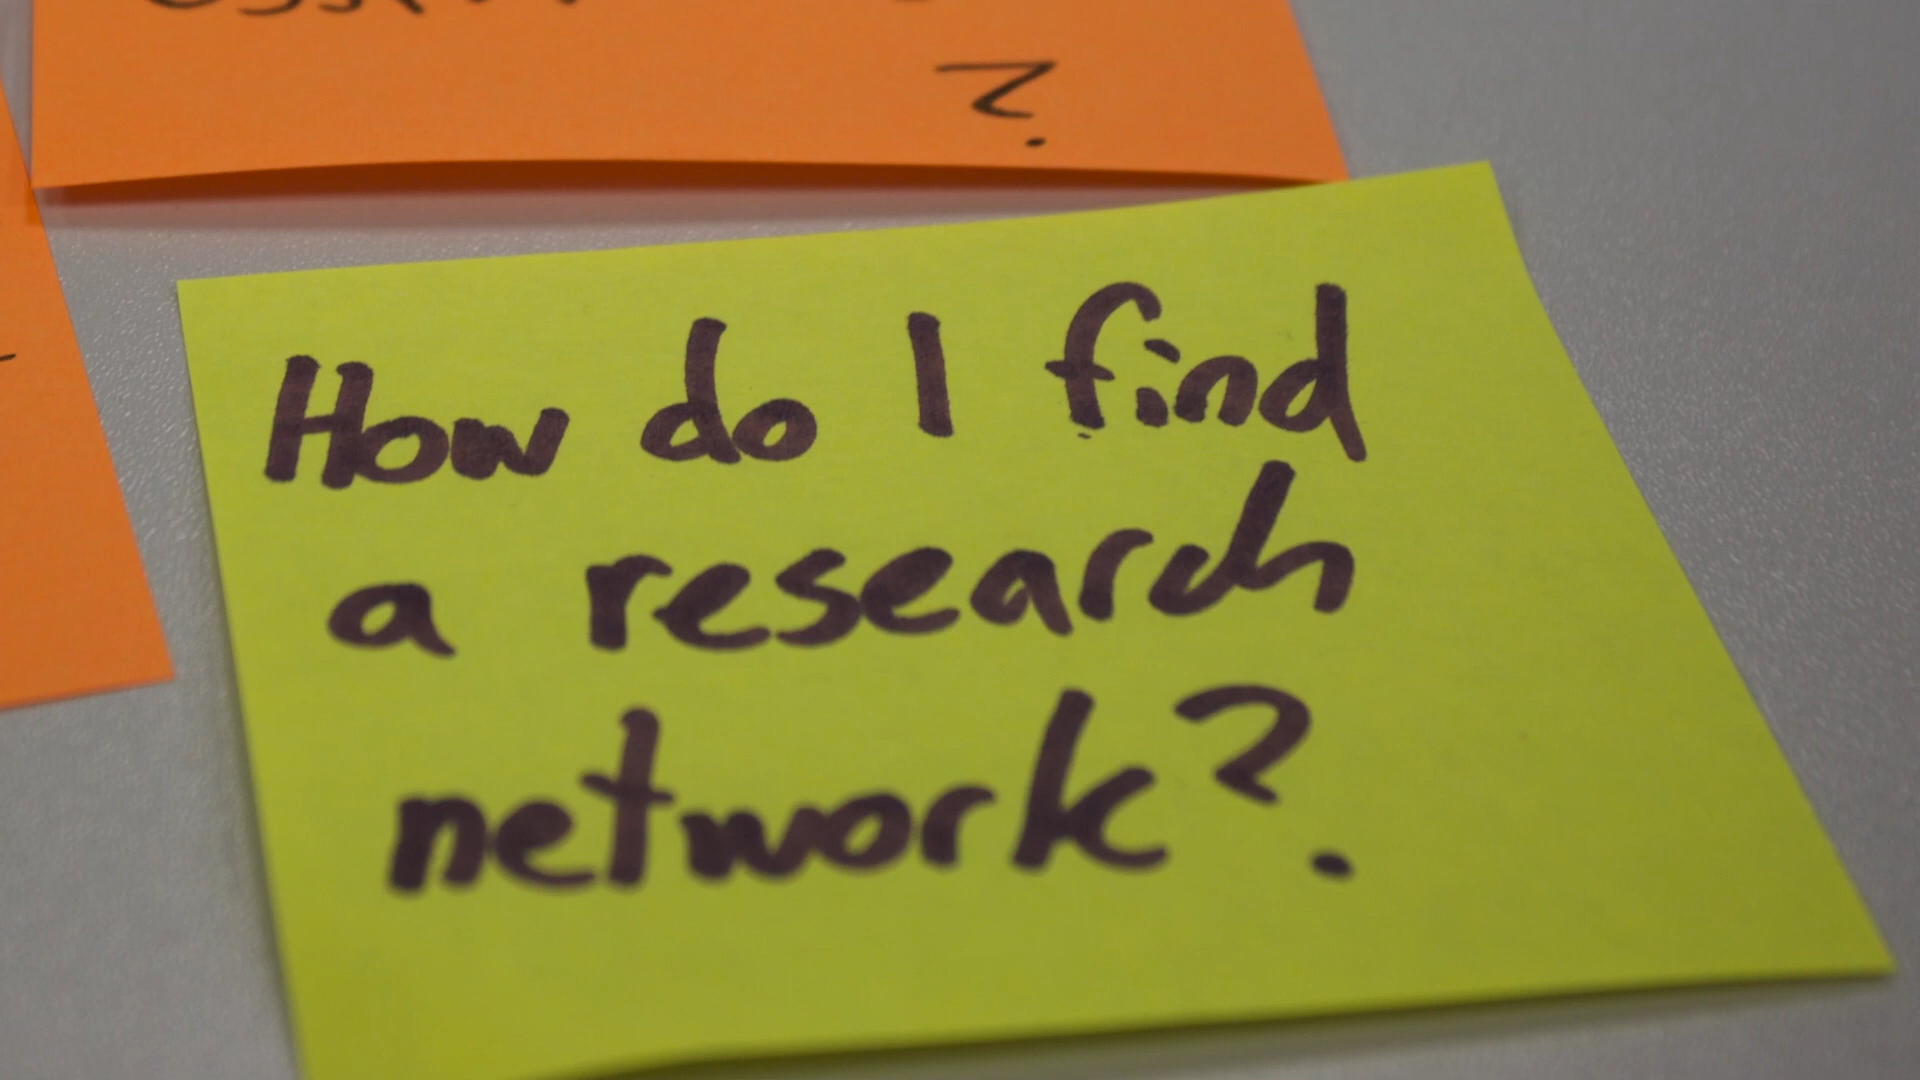 ?
How do I find
a research
network?